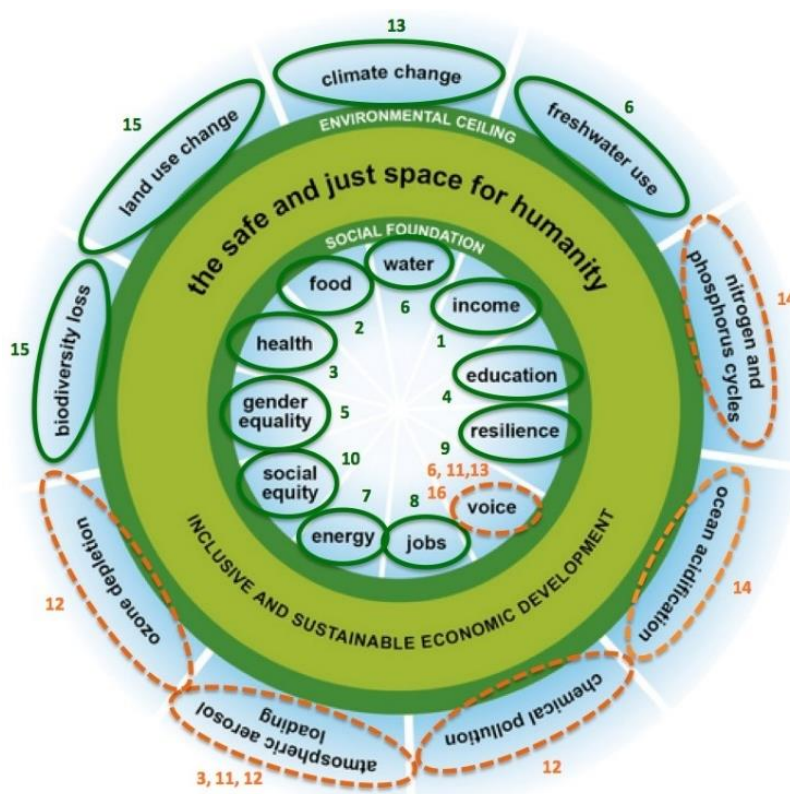 13
climate change
15
land use change
6
freshwater use
ENVIRONMENTAL CEILING
the safe and just space for humanity
SOCIAL FOUNDATION
water
6
food
2
income
1
health
3
education
4
gender
equality
5
resilience
9
social
equity
10
6, 11,13
16
voice
energy
7
jobs
8
INCLUSIVE AND SUSTAINABLE ECONOMIC DEVELOPMENT
nitrogen and
phosphorus cycles
14
15
biodiversity loss
ocean acidification
14
12
ozone depletion
chemical pollution
12
atmospheric aerosol
loading
3, 11, 12